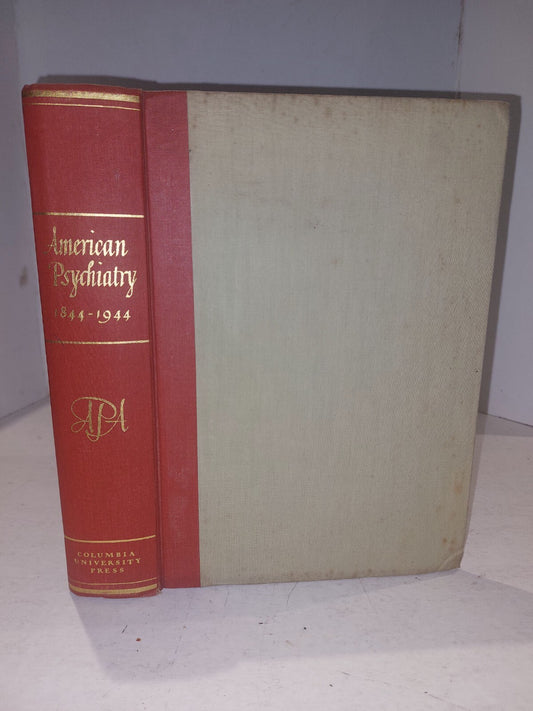 American
Psychiatry
1844-1944
APA
COLUMBIA
UNIVERSITY
PRESS